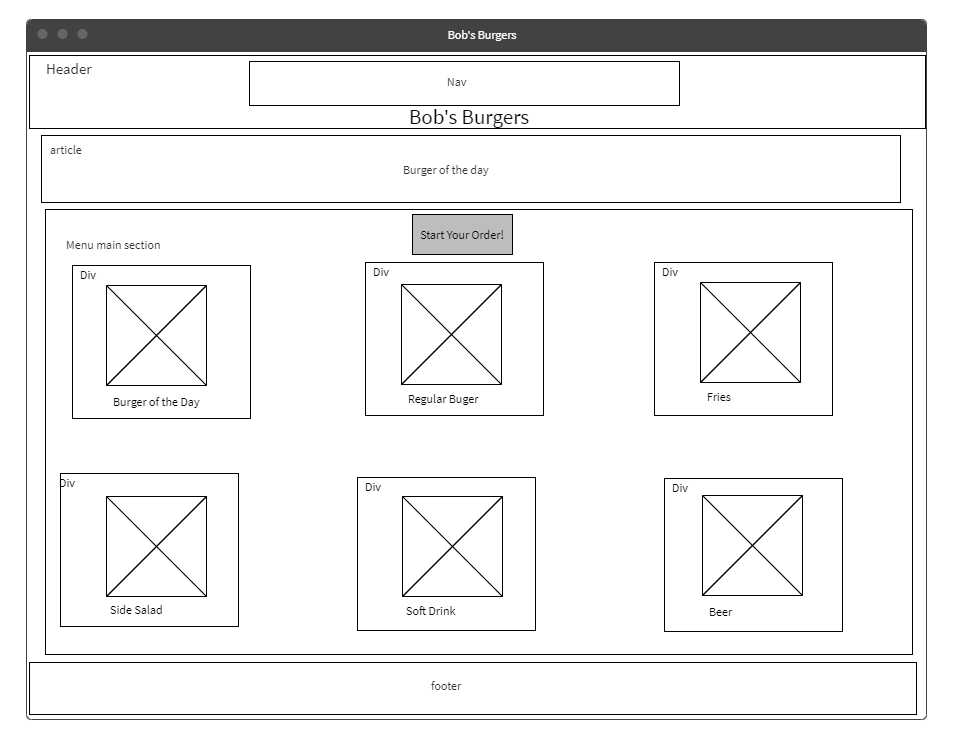 Bob's Burgers
Header
Nav
Bob's Burgers
article
Burger of the day
Start Your Order!
Menu main section
Div
Burger of the Day
Div
Regular Buger
Div
Fries
Div
Side Salad
Div
Soft Drink
Div
Beer
footer